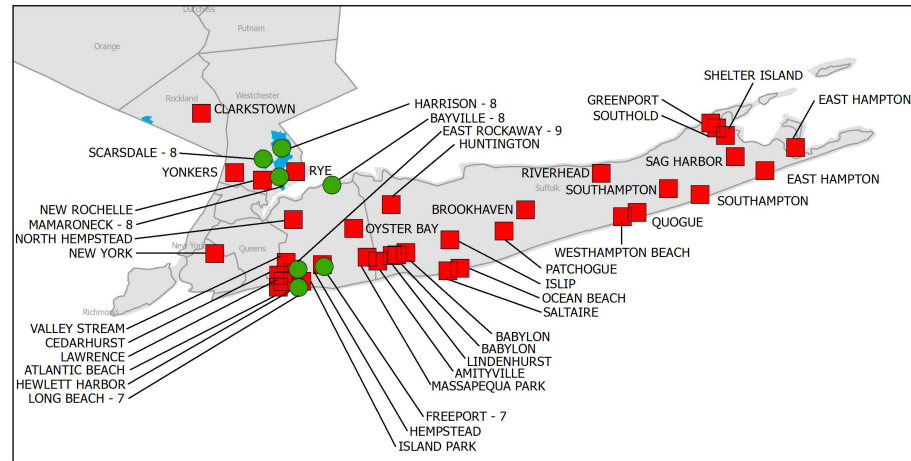 Dutchess
Putnam
Orange
SHELTER ISLAND
Westchester
Rockland
HARRISON - 8
GREENPORT
EAST HAMPTON
CLARKSTOWN
BAYVILLE - 8
SOUTHOLD
EAST ROCKAWAY - 9
SCARSDALE - 8
HUNTINGTON
SAG HARBOR
YONKERS
RYE
RIVERHEAD
EAST HAMPTON
Suffolk
SOUTHAMPTON
NEW ROCHELLE
SOUTHAMPTON
MAMARONECK - 8
BROOKHAVEN
QUOGUE
NORTH HEMPSTEAD
OYSTER BAY
New York
Queens
NEW YORK
WESTHAMPTON BEACH
PATCHOGUE
ISLIP
OCEAN BEACH
SALTAIRE
Richmond
VALLEY STREAM
BABYLON
CEDARHURST
BABYLON
LAWRENCE
LINDENHURST
ATLANTIC BEACH
AMITYVILLE
HEWLETT HARBOR
MASSAPEQUA PARK
LONG BEACH - 7
FREEPORT - 7
HEMPSTEAD
ISLAND PARK